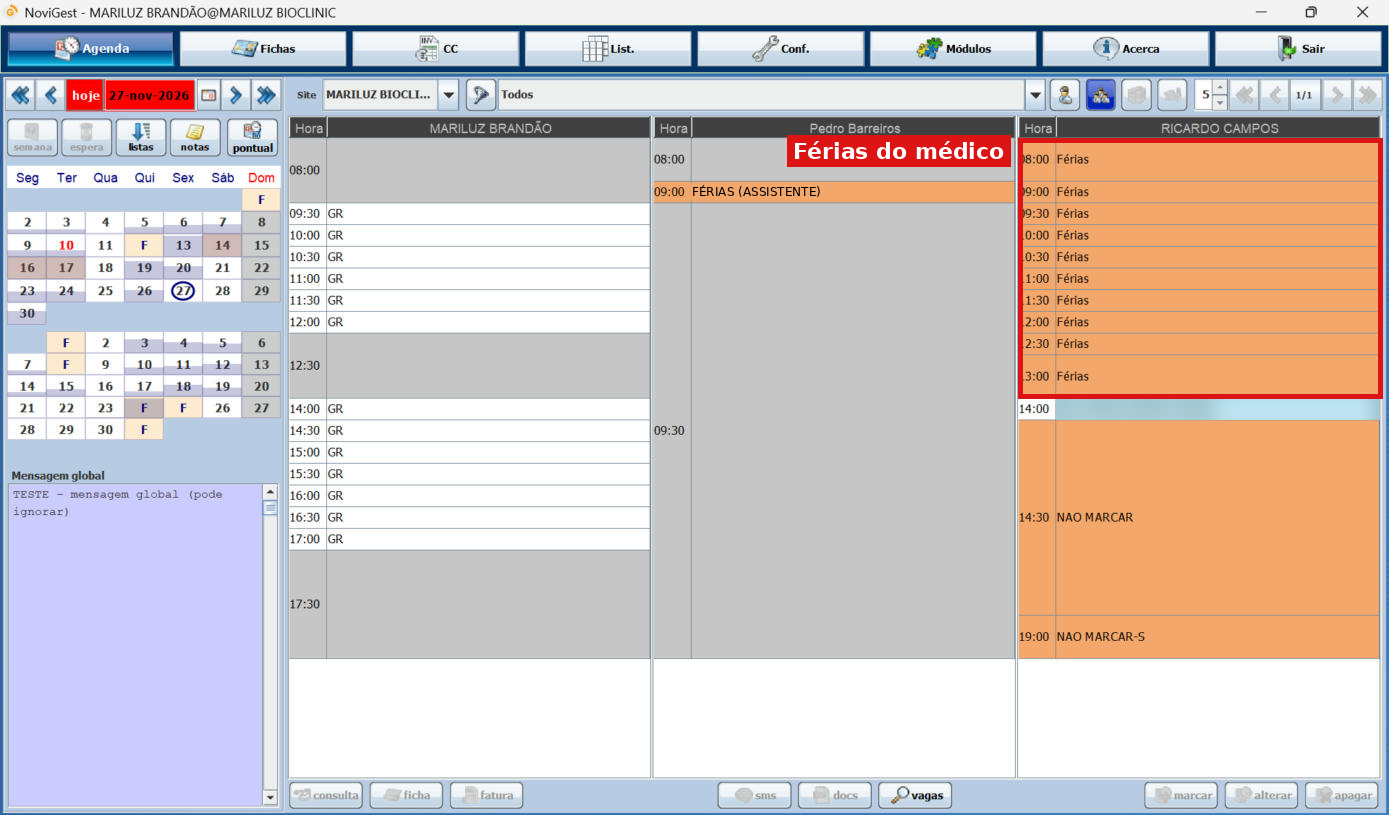 NoviGest - MARILUZ BRANDÃO@MARILUZ BIOCLINIC
Agenda Fichas CC List. Conf. Módulos Acerca Sair
hoje 27-nov-2026 Site MARILUZ BIOCLI... Todos 5 1/1
semana espera listas notas pontual
Seg Ter Qua Qui Sex Sáb Dom
F
2 3 4 5 6 7 8
9 10 11 F 13 14 15
16 17 18 19 20 21 22
23 24 25 26 27 28 29
30
F 2 3 4 5 6
7 F 9 10 11 12 13
14 15 16 17 18 19 20
21 22 23 F F 26 27
28 29 30 F
Mensagem global
TESTE - mensagem global (pode
ignorar)
Hora MARILUZ BRANDÃO
08:00
09:30 GR
10:00 GR
10:30 GR
11:00 GR
11:30 GR
12:00 GR
12:30
14:00 GR
14:30 GR
15:00 GR
15:30 GR
16:00 GR
16:30 GR
17:00 GR
17:30
Hora Pedro Barreiros
Férias do médico
08:00
09:00 FÉRIAS (ASSISTENTE)
09:30
Hora RICARDO CAMPOS
08:00 Férias
09:00 Férias
09:30 Férias
10:00 Férias
10:30 Férias
11:00 Férias
11:30 Férias
12:00 Férias
12:30 Férias
13:00 Férias
14:00
14:30 NAO MARCAR
19:00 NAO MARCAR-S
consulta ficha fatura sms docs vagas marcar alterar apagar